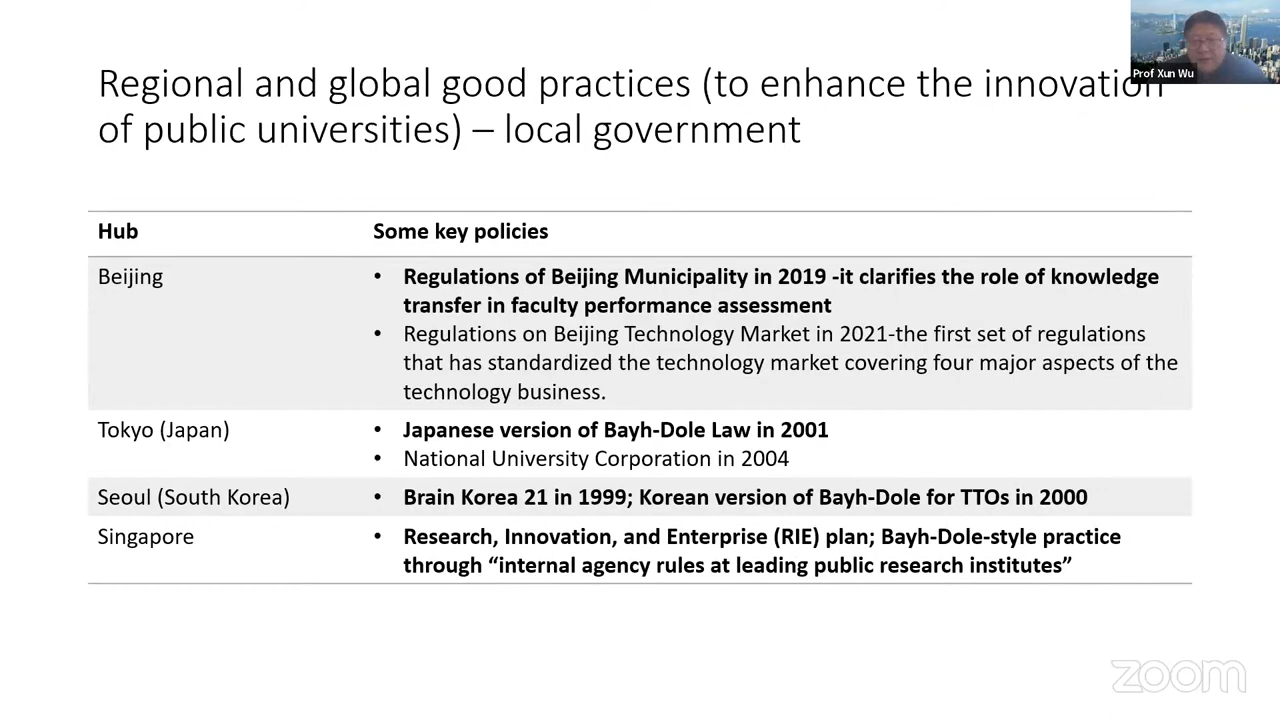 Prof Xun Wu
Regional and global good practices (to enhance the innovation
of public universities) – local government
Hub
Some key policies
Beijing
• Regulations of Beijing Municipality in 2019 -it clarifies the role of knowledge
transfer in faculty performance assessment
• Regulations on Beijing Technology Market in 2021-the first set of regulations
that has standardized the technology market covering four major aspects of the
technology business.
Tokyo (Japan)
• Japanese version of Bayh-Dole Law in 2001
• National University Corporation in 2004
Seoul (South Korea)
• Brain Korea 21 in 1999; Korean version of Bayh-Dole for TTOs in 2000
Singapore
• Research, Innovation, and Enterprise (RIE) plan; Bayh-Dole-style practice
through “internal agency rules at leading public research institutes”
zoom